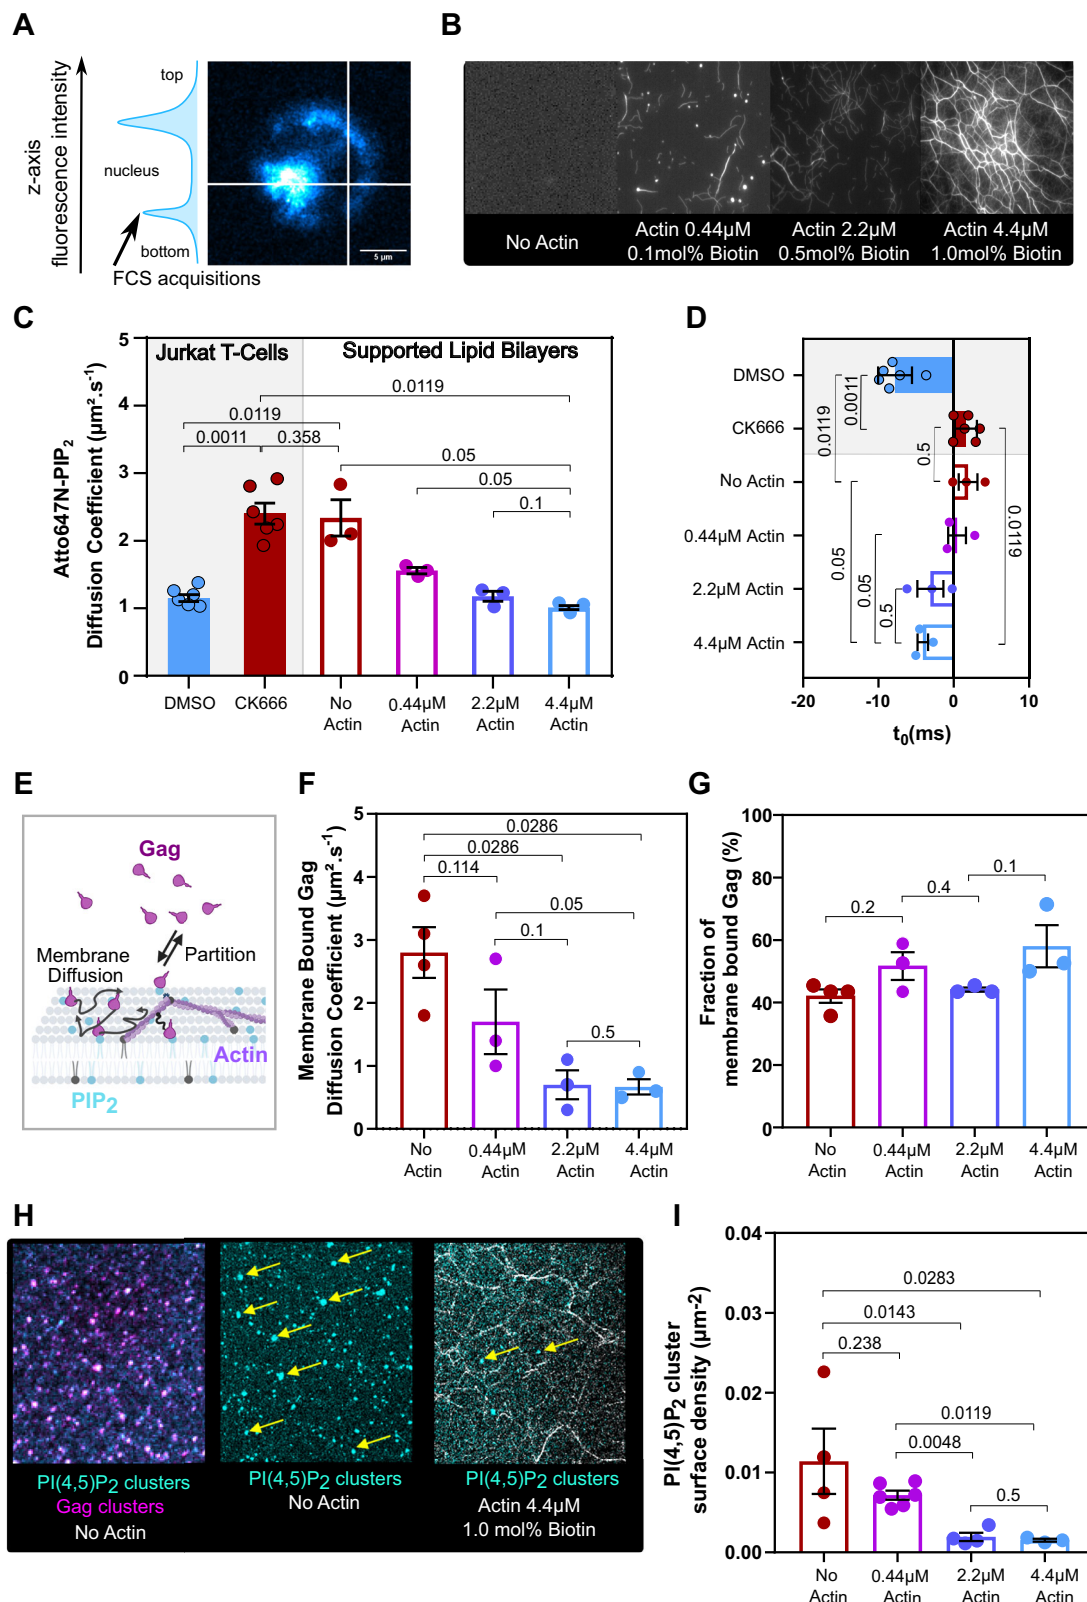 A
z-axis
fluorescence intensity
top
nucleus
bottom
FCS acquisitions
5 µm
B
No Actin
Actin 0.44µM
0.1mol% Biotin
Actin 2.2µM
0.5mol% Biotin
Actin 4.4µM
1.0mol% Biotin
C
Atto647N-PIP2
Diffusion Coefficient (µm².s⁻¹)
5
4
3
2
1
0
Jurkat T-Cells
Supported Lipid Bilayers
0.0119
0.0119
0.0011
0.358
0.05
0.05
0.1
DMSO
CK666
No
Actin
0.44µM
Actin
2.2µM
Actin
4.4µM
Actin
D
DMSO
CK666
No Actin
0.44µM Actin
2.2µM Actin
4.4µM Actin
0.0119
0.0011
0.5
0.05
0.05
0.5
0.0119
-20
-10
0
10
t0(ms)
E
Gag
Membrane
Diffusion
Partition
Actin
PIP2
F
Membrane Bound Gag
Diffusion Coefficient (µm².s⁻¹)
5
4
3
2
1
0
0.0286
0.0286
0.114
0.05
0.1
0.5
No
Actin
0.44µM
Actin
2.2µM
Actin
4.4µM
Actin
G
Fraction of
membrane bound Gag (%)
100
80
60
40
20
0
0.2
0.4
0.1
No
Actin
0.44µM
Actin
2.2µM
Actin
4.4µM
Actin
H
PI(4,5)P2 clusters
Gag clusters
No Actin
PI(4,5)P2 clusters
No Actin
PI(4,5)P2 clusters
Actin 4.4µM
1.0 mol% Biotin
I
PI(4,5)P2 cluster
surface density (µm⁻²)
0.04
0.03
0.02
0.01
0.00
0.0283
0.0143
0.238
0.0119
0.0048
0.5
No
Actin
0.44µM
Actin
2.2µM
Actin
4.4µM
Actin